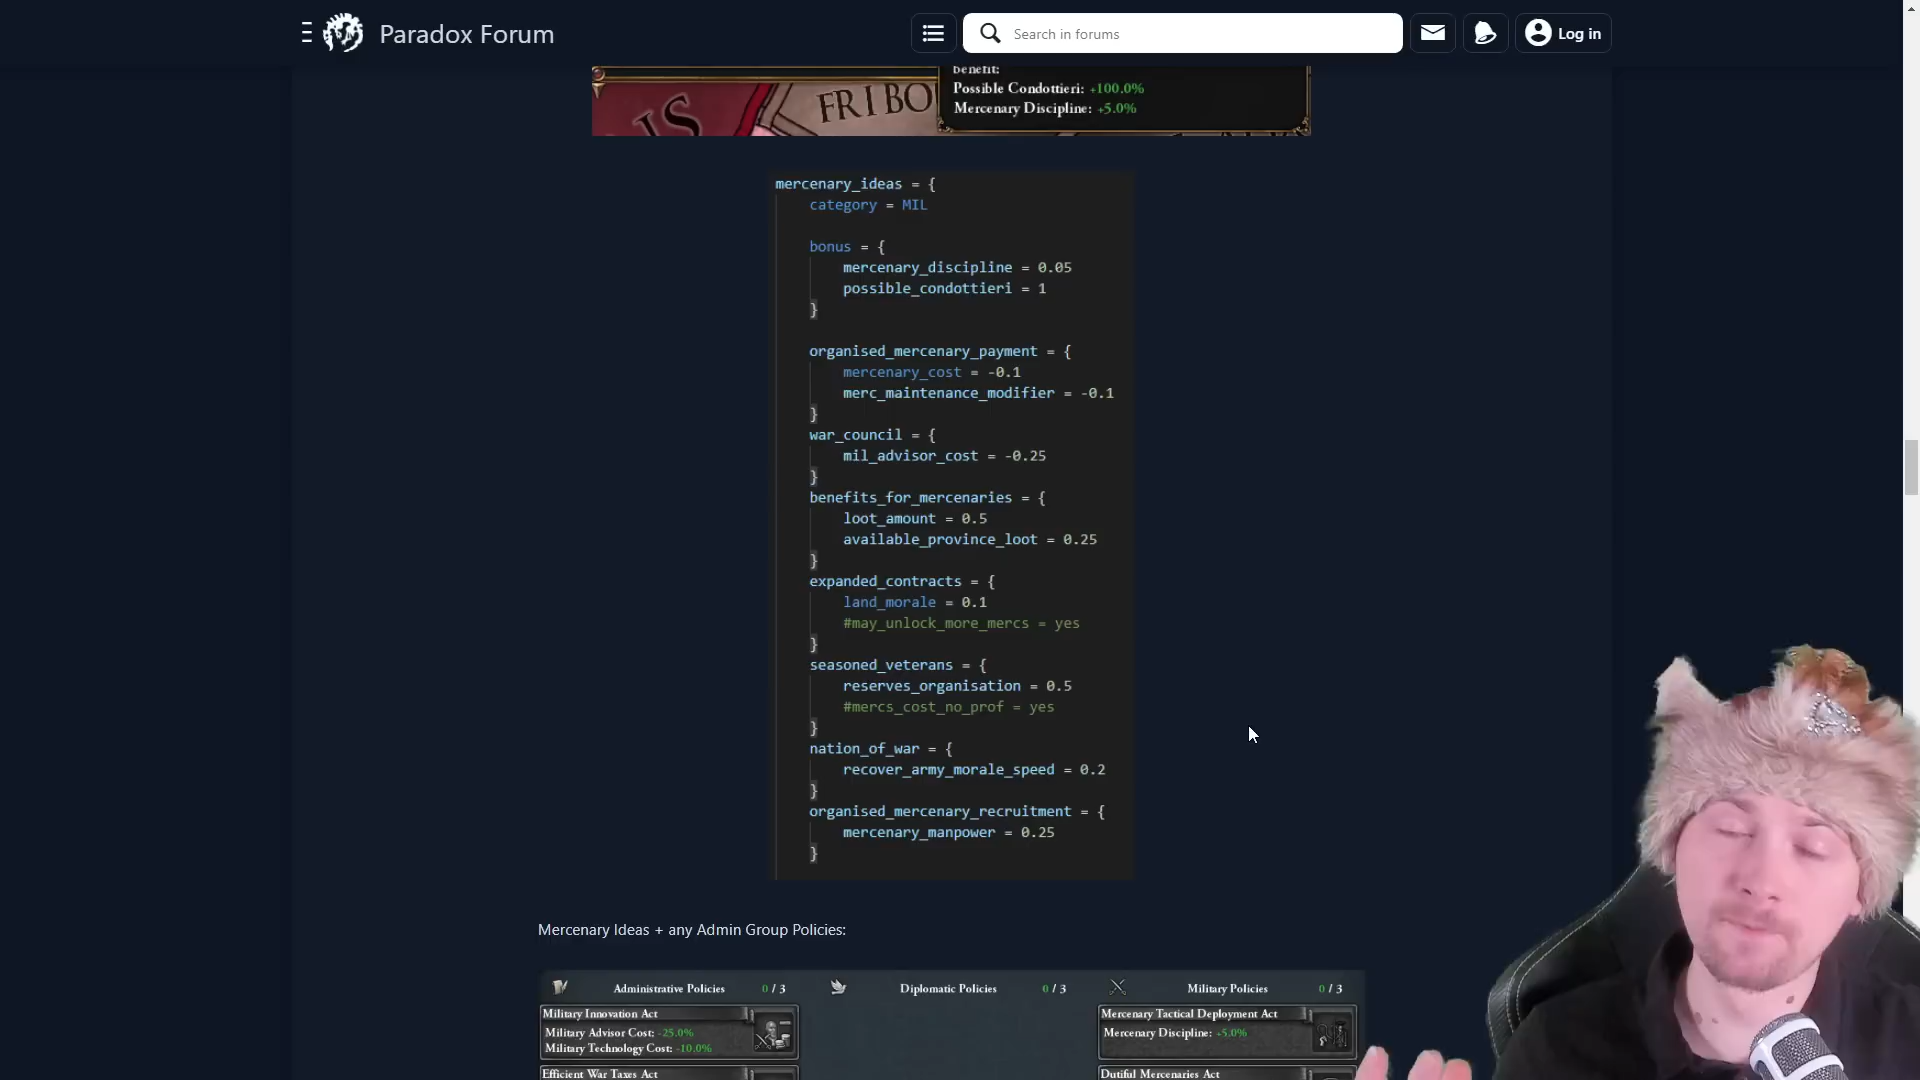 Paradox Forum
Search in forums
Log in
benefit:
Possible Condottieri: +100.0%
Mercenary Discipline: +5.0%
FRIBO
IS
mercenary_ideas = {
category = MIL
bonus = {
mercenary_discipline = 0.05
possible_condottieri = 1
}
organised_mercenary_payment = {
mercenary_cost = -0.1
merc_maintenance_modifier = -0.1
}
war_council = {
mil_advisor_cost = -0.25
}
benefits_for_mercenaries = {
loot_amount = 0.5
available_province_loot = 0.25
}
expanded_contracts = {
land_morale = 0.1
#may_unlock_more_mercs = yes
}
seasoned_veterans = {
reserves_organisation = 0.5
#mercs_cost_no_prof = yes
}
nation_of_war = {
recover_army_morale_speed = 0.2
}
organised_mercenary_recruitment = {
mercenary_manpower = 0.25
}
Mercenary Ideas + any Admin Group Policies:
Administrative Policies 0 / 3
Diplomatic Policies 0 / 3
Military Policies 0 / 3
Military Innovation Act
Military Advisor Cost: -25.0%
Military Technology Cost: -10.0%
Mercenary Tactical Deployment Act
Mercenary Discipline: +5.0%
Efficient War Taxes Act
Dutiful Mercenaries Act